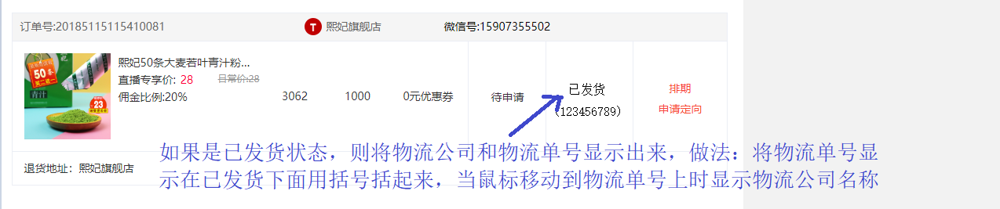 订单号:20185115115410081
T 熙妃旗舰店
微信号:15907355502
熙妃50条大麦若叶青汁粉...
直播专享价: 28 日常价:28
佣金比例:20%
3062
1000
0元优惠券
待申请
已发货
(123456789)
排期
申请定向
50
条
买二送一
青汁
23
如果是已发货状态，则将物流公司和物流单号显示出来，做法：将物流单号显
示在已发货下面用括号括起来，当鼠标移动到物流单号上时显示物流公司名称
退货地址：熙妃旗舰店